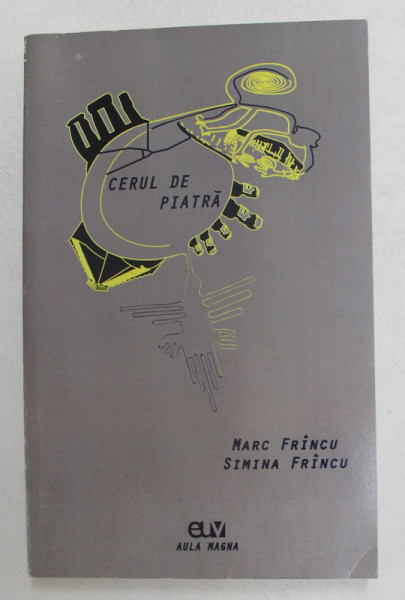 CERUL DE
PIATRĂ
MARC FRÎNCU
SIMINA FRÎNCU
euv
AULA MAGNA